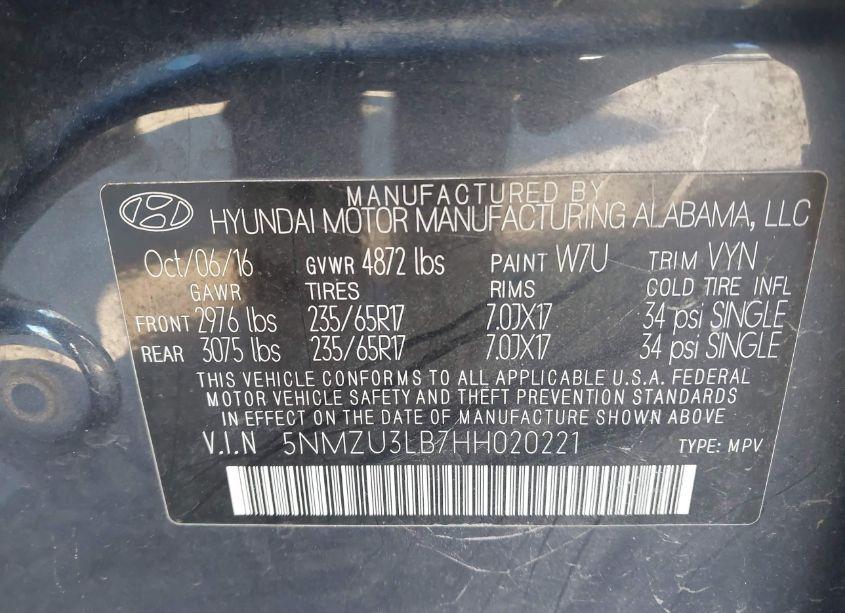 MANUFACTURED BY
HYUNDAI MOTOR MANUFACTURING ALABAMA, LLC
Oct/06/16 GVWR 4872 lbs PAINT W7U TRIM VYN
GAWR TIRES RIMS COLD TIRE INFL
FRONT 2976 lbs 235/65R17 7.0JX17 34 psi SINGLE
REAR 3075 lbs 235/65R17 7.0JX17 34 psi SINGLE
THIS VEHICLE CONFORMS TO ALL APPLICABLE U.S.A. FEDERAL
MOTOR VEHICLE SAFETY AND THEFT PREVENTION STANDARDS
IN EFFECT ON THE DATE OF MANUFACTURE SHOWN ABOVE
V.I.N 5NMZU3LB7HH020221 TYPE: MPV